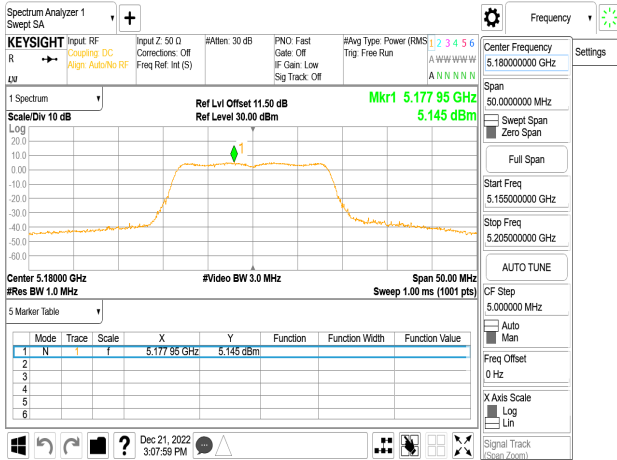 Spectrum Analyzer 1
Swept SA
▼
+
Frequency
▼
KEYSIGHT
R
LXI
Input: RF
Coupling: DC
Align: Auto/No RF
Input Z: 50 Ω
Corrections: Off
Freq Ref: Int (S)
#Atten: 30 dB
PNO: Fast
Gate: Off
IF Gain: Low
Sig Track: Off
#Avg Type: Power (RMS
Trig: Free Run
1 2 3 4 5 6
A W W W W W
A N N N N N
1 Spectrum
▼
Scale/Div 10 dB
Ref Lvl Offset 11.50 dB
Ref Level 30.00 dBm
Mkr1 5.177 95 GHz
5.145 dBm
Log
20.0
10.0
0.00
-10.0
-20.0
-30.0
-40.0
-50.0
-60.0
1
Center 5.18000 GHz
#Res BW 1.0 MHz
#Video BW 3.0 MHz
Span 50.00 MHz
Sweep 1.00 ms (1001 pts)
5 Marker Table
▼
Mode Trace Scale X Y Function Function Width Function Value
1 N 1 f 5.177 95 GHz 5.145 dBm
2
3
4
5
6
?
Dec 21, 2022
3:07:59 PM
Center Frequency
5.180000000 GHz
Settings
Span
50.0000000 MHz
Swept Span
Zero Span
Full Span
Start Freq
5.155000000 GHz
Stop Freq
5.205000000 GHz
AUTO TUNE
CF Step
5.000000 MHz
Auto
Man
Freq Offset
0 Hz
X Axis Scale
Log
Lin
Signal Track
(Span Zoom)